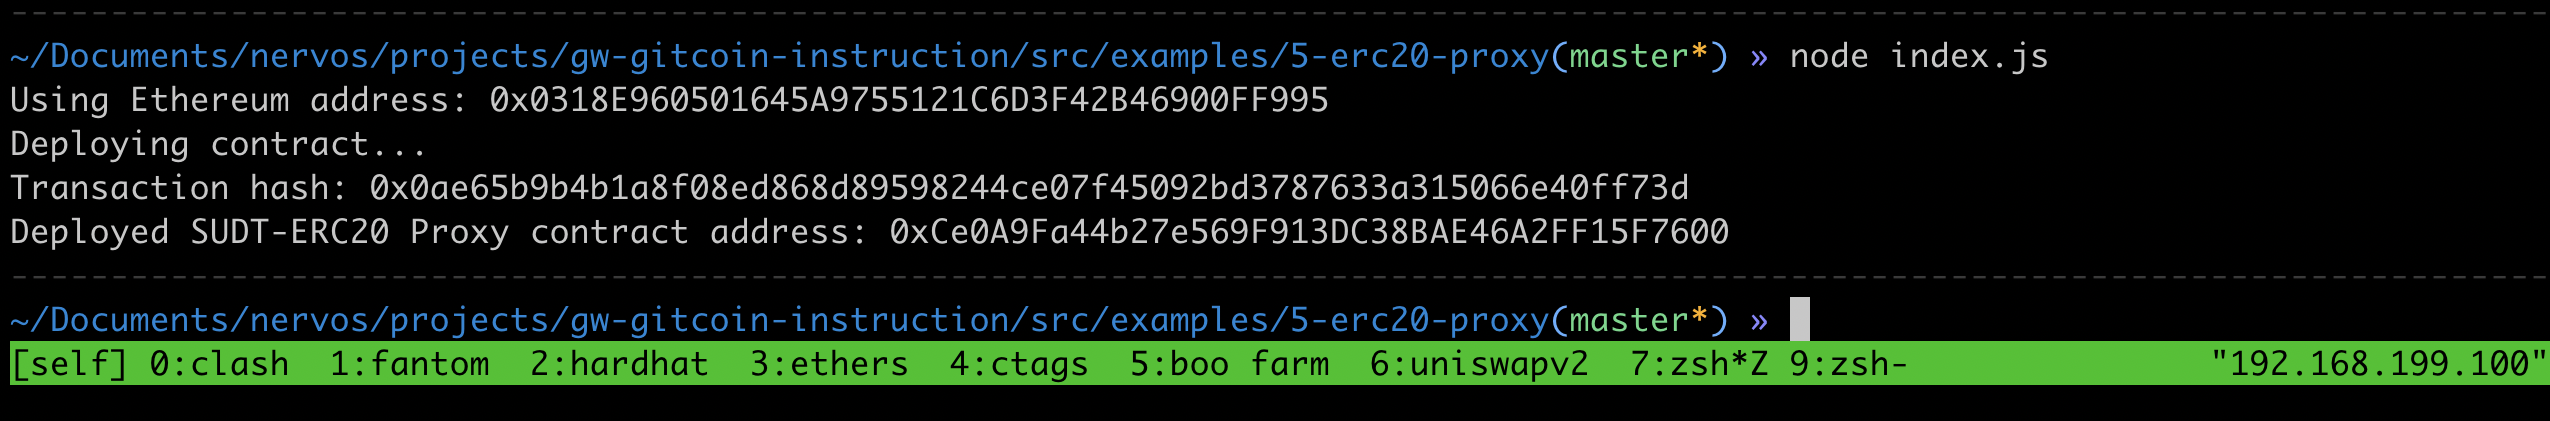 ~/Documents/nervos/projects/gw-gitcoin-instruction/src/examples/5-erc20-proxy(master*) » node index.js
Using Ethereum address: 0x0318E960501645A9755121C6D3F42B46900FF995
Deploying contract...
Transaction hash: 0x0ae65b9b4b1a8f08ed868d89598244ce07f45092bd3787633a315066e40ff73d
Deployed SUDT-ERC20 Proxy contract address: 0xCe0A9Fa44b27e569F913DC38BAE46A2FF15F7600
~/Documents/nervos/projects/gw-gitcoin-instruction/src/examples/5-erc20-proxy(master*) »
[self] 0:clash  1:fantom  2:hardhat  3:ethers  4:ctags  5:boo farm  6:uniswapv2  7:zsh*Z 9:zsh-  "192.168.199.100"